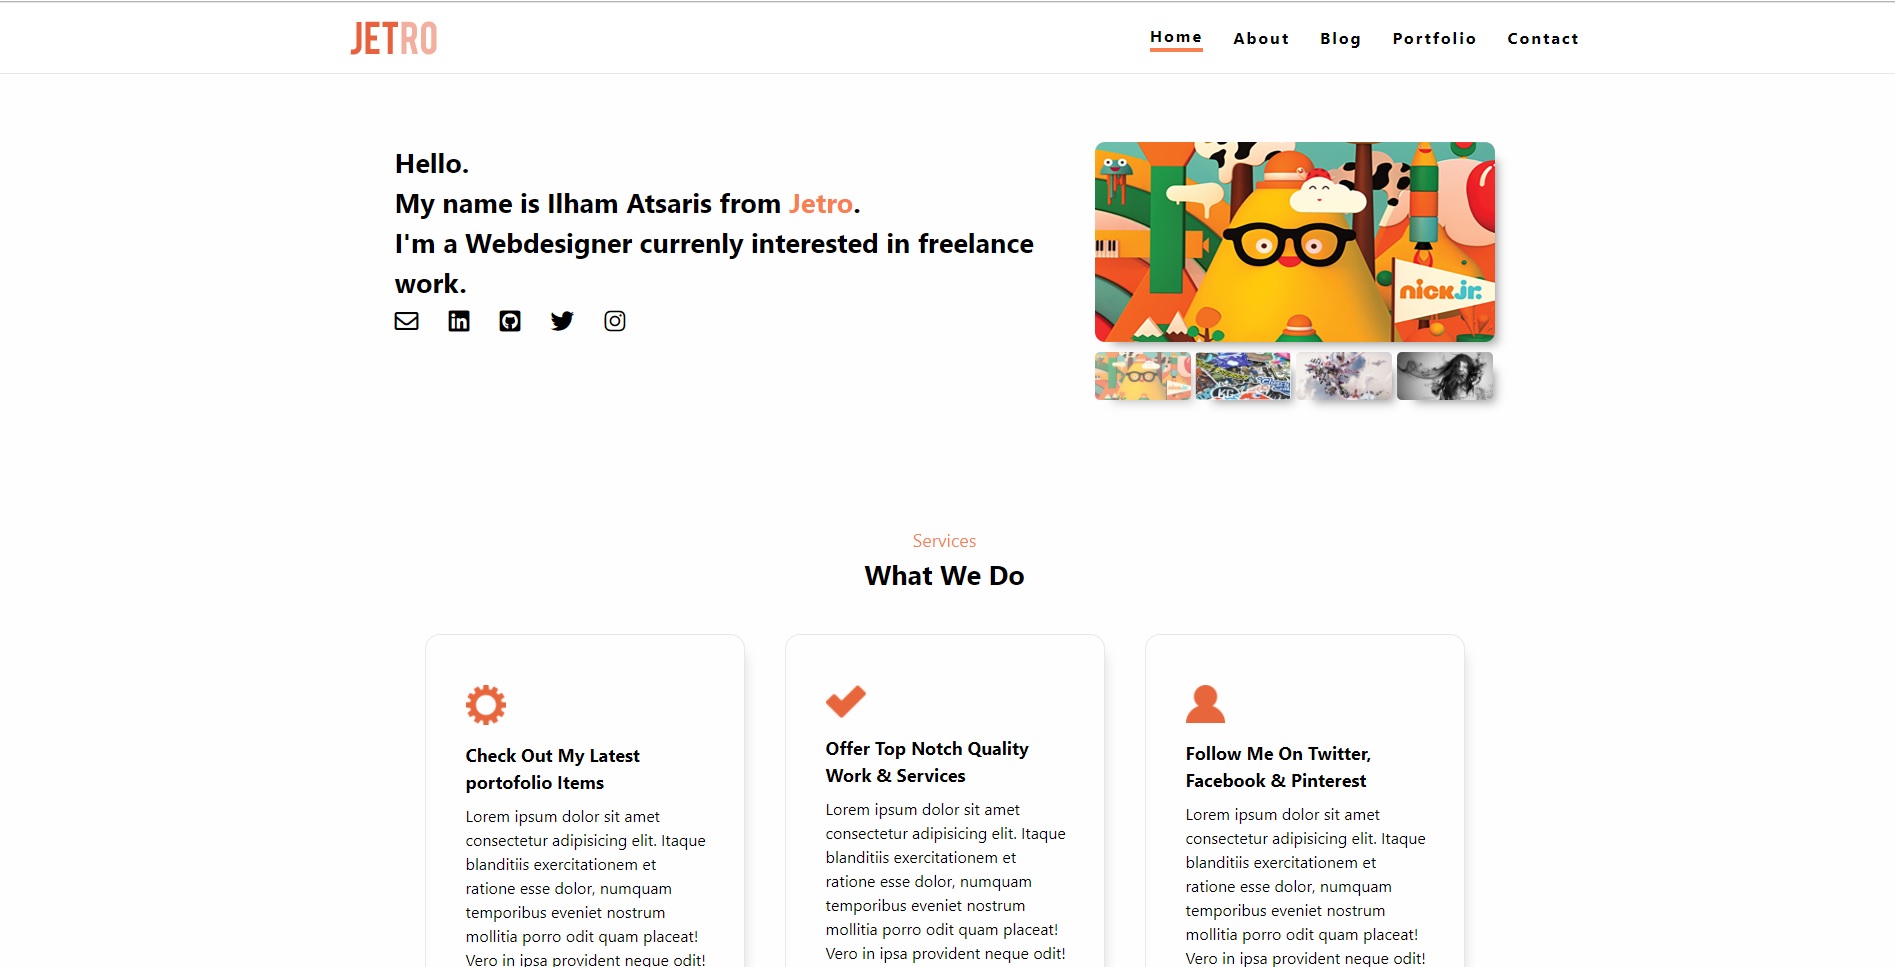 JETRO
Home About Blog Portfolio Contact
Hello.
My name is Ilham Atsaris from Jetro.
I'm a Webdesigner currenly interested in freelance
work.
nickjr.
Services
What We Do
Check Out My Latest
portofolio Items
Lorem ipsum dolor sit amet
consectetur adipisicing elit. Itaque
blanditiis exercitationem et
ratione esse dolor, numquam
temporibus eveniet nostrum
mollitia porro odit quam placeat!
Vero in ipsa provident neque odit!
Offer Top Notch Quality
Work & Services
Lorem ipsum dolor sit amet
consectetur adipisicing elit. Itaque
blanditiis exercitationem et
ratione esse dolor, numquam
temporibus eveniet nostrum
mollitia porro odit quam placeat!
Vero in ipsa provident neque odit!
Follow Me On Twitter,
Facebook & Pinterest
Lorem ipsum dolor sit amet
consectetur adipisicing elit. Itaque
blanditiis exercitationem et
ratione esse dolor, numquam
temporibus eveniet nostrum
mollitia porro odit quam placeat!
Vero in ipsa provident neque odit!